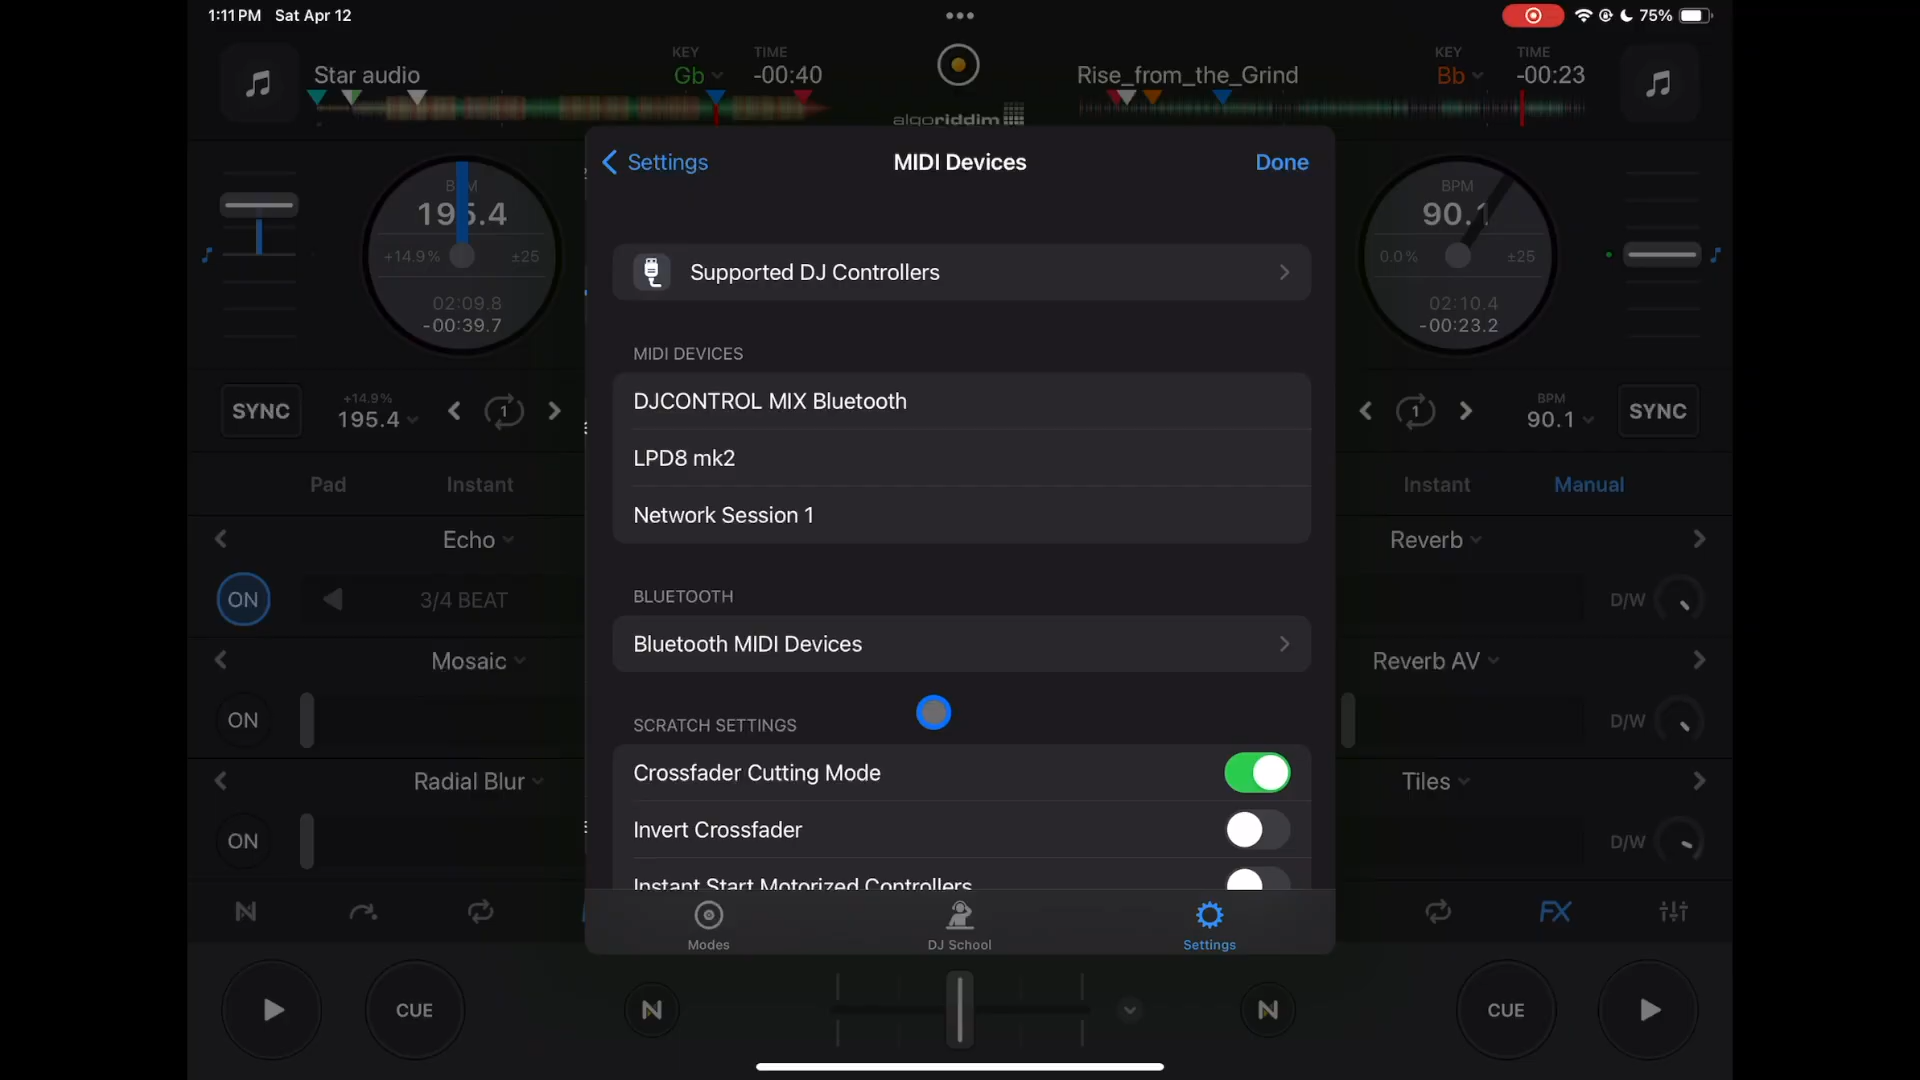 1:11 PM Sat Apr 12
75%
Star audio
KEY
Gb
TIME
-00:40
algoriddim
Rise_from_the_Grind
KEY
Bb
TIME
-00:23
Settings
MIDI Devices
Done
BPM
195.4
+14.9%
±25
02:09.8
-00:39.7
BPM
90.1
0.0%
±25
02:10.4
-00:23.2
Supported DJ Controllers
MIDI DEVICES
DJCONTROL MIX Bluetooth
LPD8 mk2
Network Session 1
SYNC
+14.9%
195.4
1
1
BPM
90.1
SYNC
Pad
Instant
Instant
Manual
Echo
Reverb
ON
3/4 BEAT
D/W
BLUETOOTH
Bluetooth MIDI Devices
Mosaic
Reverb AV
ON
D/W
SCRATCH SETTINGS
Crossfader Cutting Mode
Invert Crossfader
Instant Start Motorized Controllers
Radial Blur
Tiles
ON
D/W
FX
Modes
DJ School
Settings
CUE
N
N
CUE